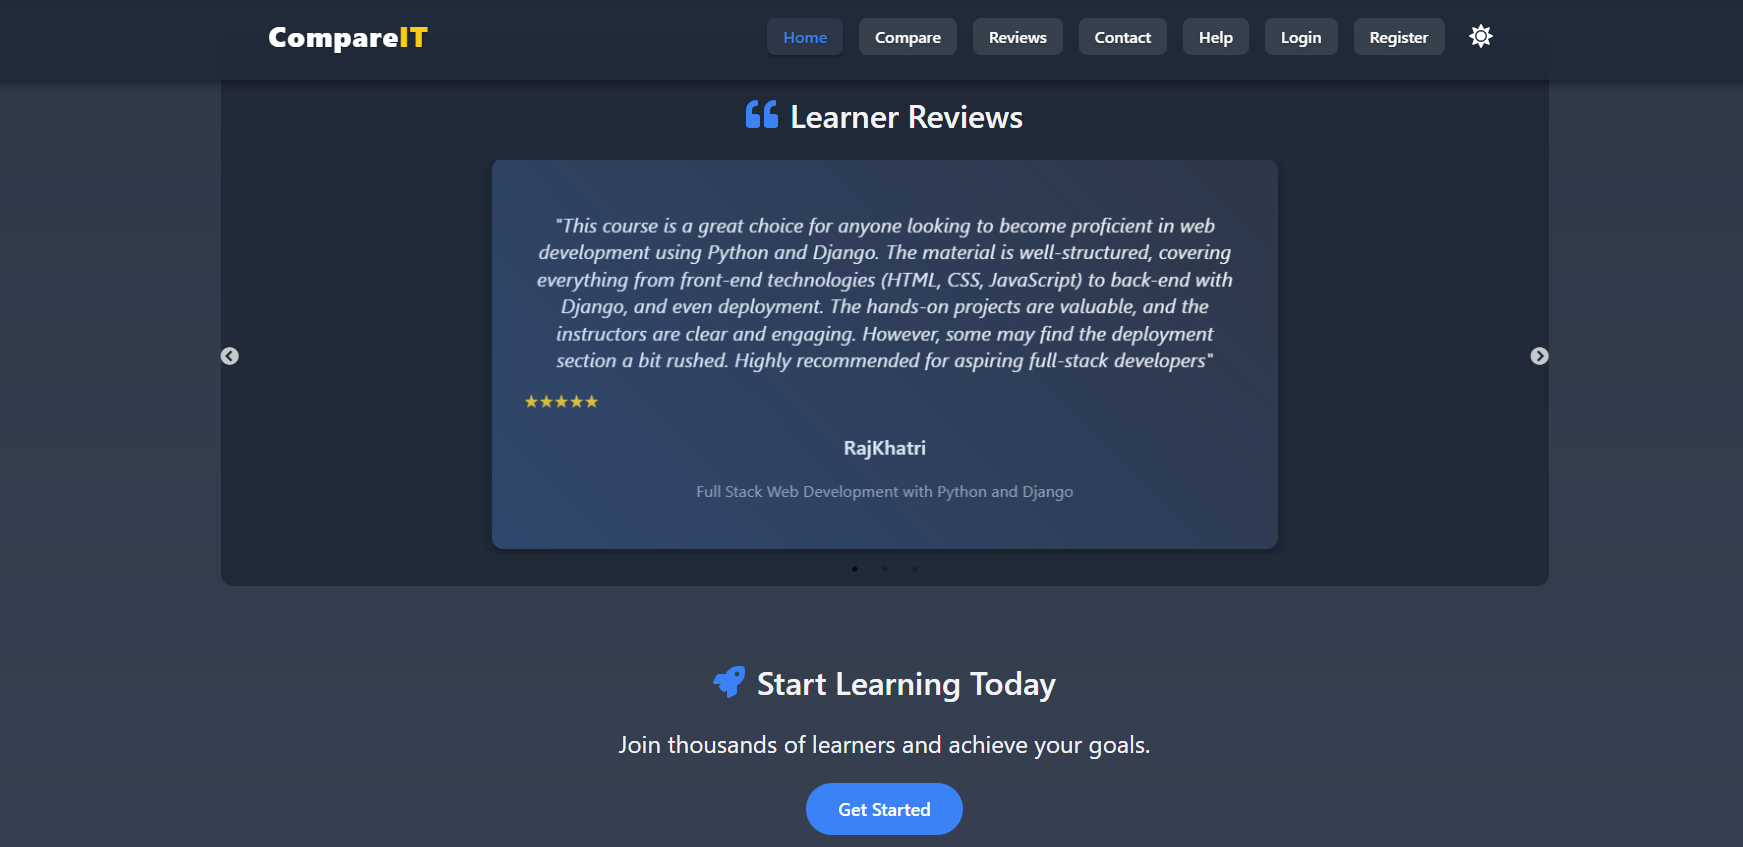 CompareIT
Home
Compare
Reviews
Contact
Help
Login
Register
Learner Reviews
"This course is a great choice for anyone looking to become proficient in web
development using Python and Django. The material is well-structured, covering
everything from front-end technologies (HTML, CSS, JavaScript) to back-end with
Django, and even deployment. The hands-on projects are valuable, and the
instructors are clear and engaging. However, some may find the deployment
section a bit rushed. Highly recommended for aspiring full-stack developers"
★★★★★
RajKhatri
Full Stack Web Development with Python and Django
Start Learning Today
Join thousands of learners and achieve your goals.
Get Started